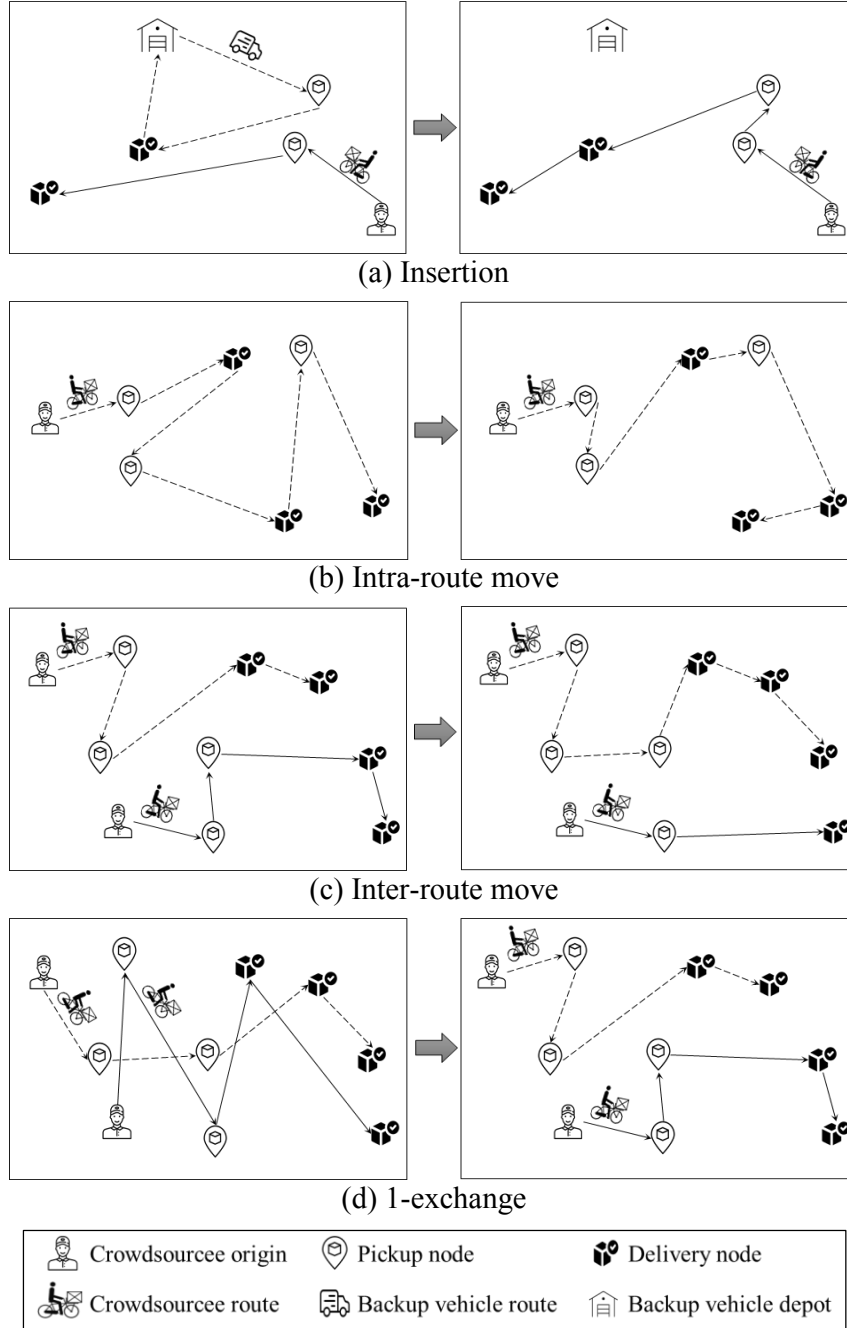 (a) Insertion
(b) Intra-route move
(c) Inter-route move
(d) 1-exchange
Crowdsourcee origin Pickup node Delivery node
Crowdsourcee route Backup vehicle route Backup vehicle depot